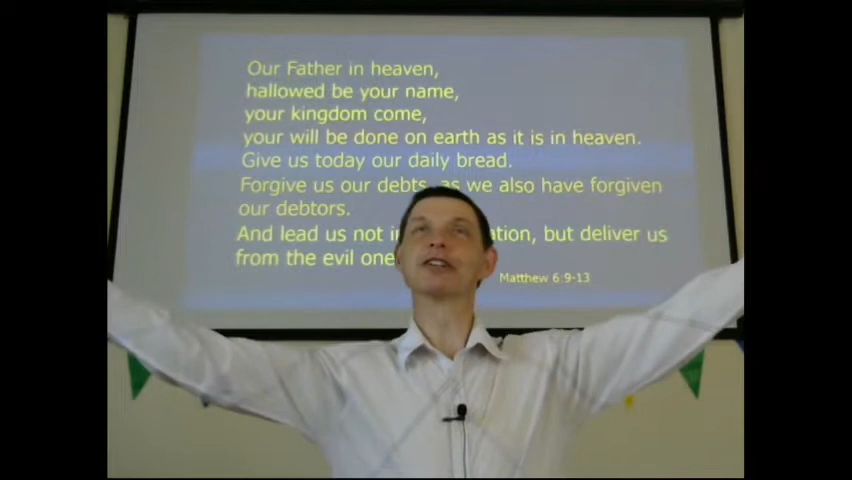 Our Father in heaven,
hallowed be your name,
your kingdom come,
your will be done on earth as it is in heaven.
Give us today our daily bread.
Forgive us our debts, as we also have forgiven
our debtors.
And lead us not in ation, but deliver us
from the evil one
Matthew 6:9-13